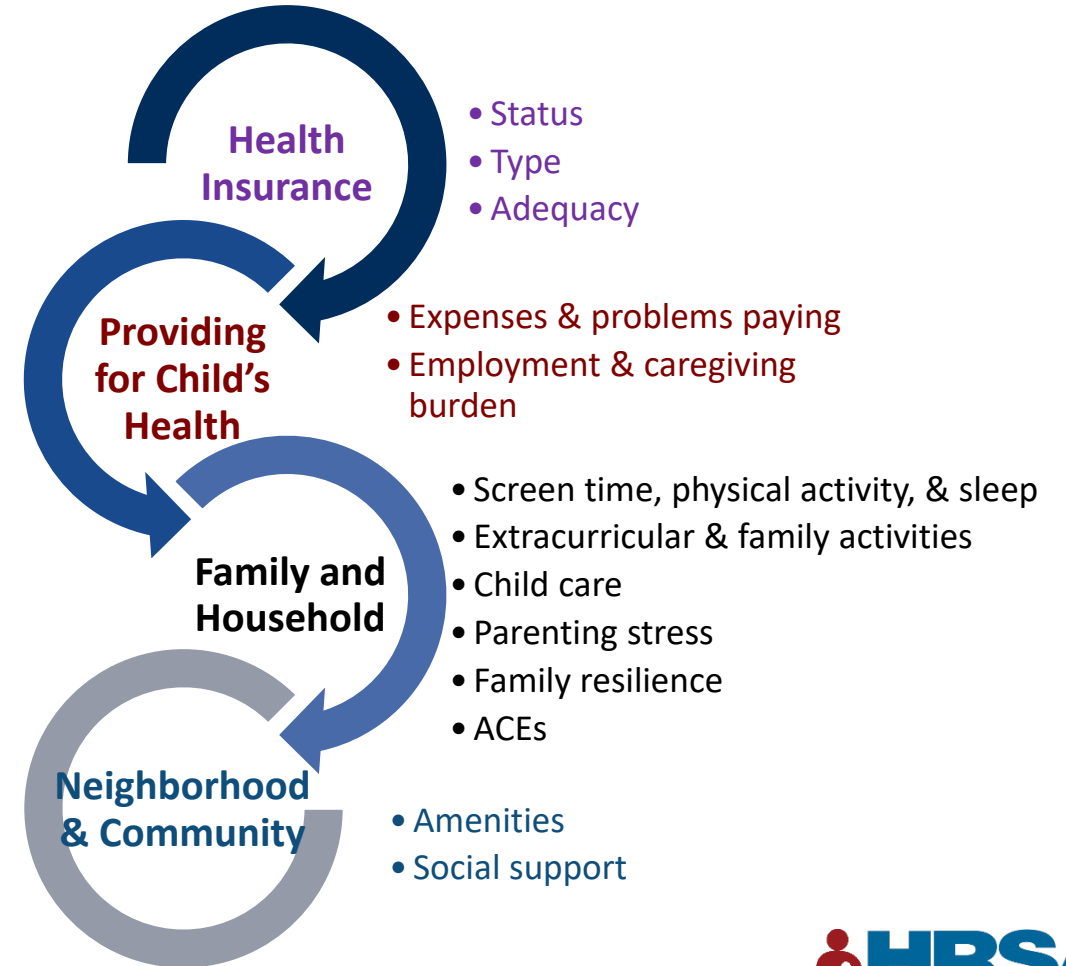 Health
Insurance
• Status
• Type
• Adequacy
Providing
for Child's
Health
• Expenses & problems paying
• Employment & caregiving
burden
Family and
Household
• Screen time, physical activity, & sleep
• Extracurricular & family activities
• Child care
• Parenting stress
• Family resilience
• ACEs
Neighborhood
& Community
• Amenities
• Social support